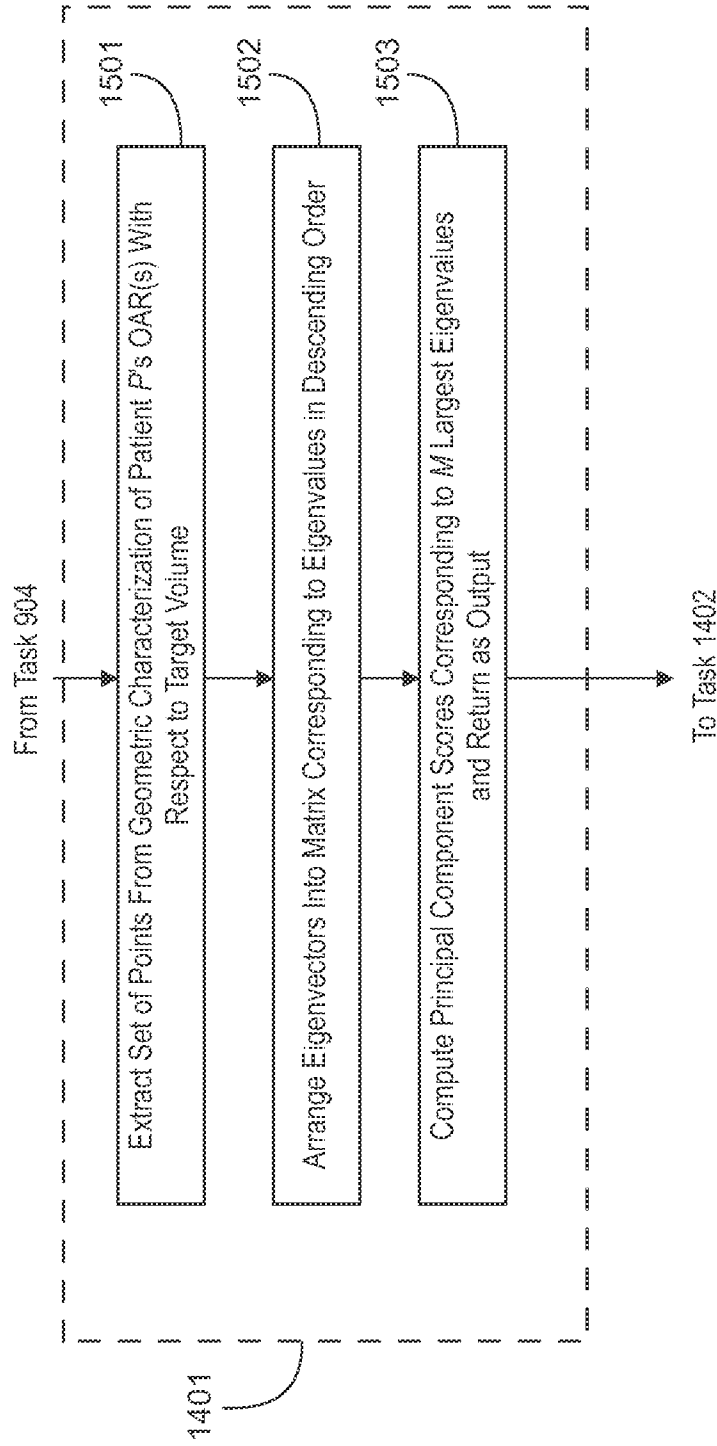 From Task 904
1401
1501
Extract Set of Points From Geometric Characterization of Patient P's OAR(s) With
Respect to Target Volume
1502
Arrange Eigenvectors Into Matrix Corresponding to Eigenvalues in Descending Order
1503
Compute Principal Component Scores Corresponding to M Largest Eigenvalues
and Return as Output
To Task 1402